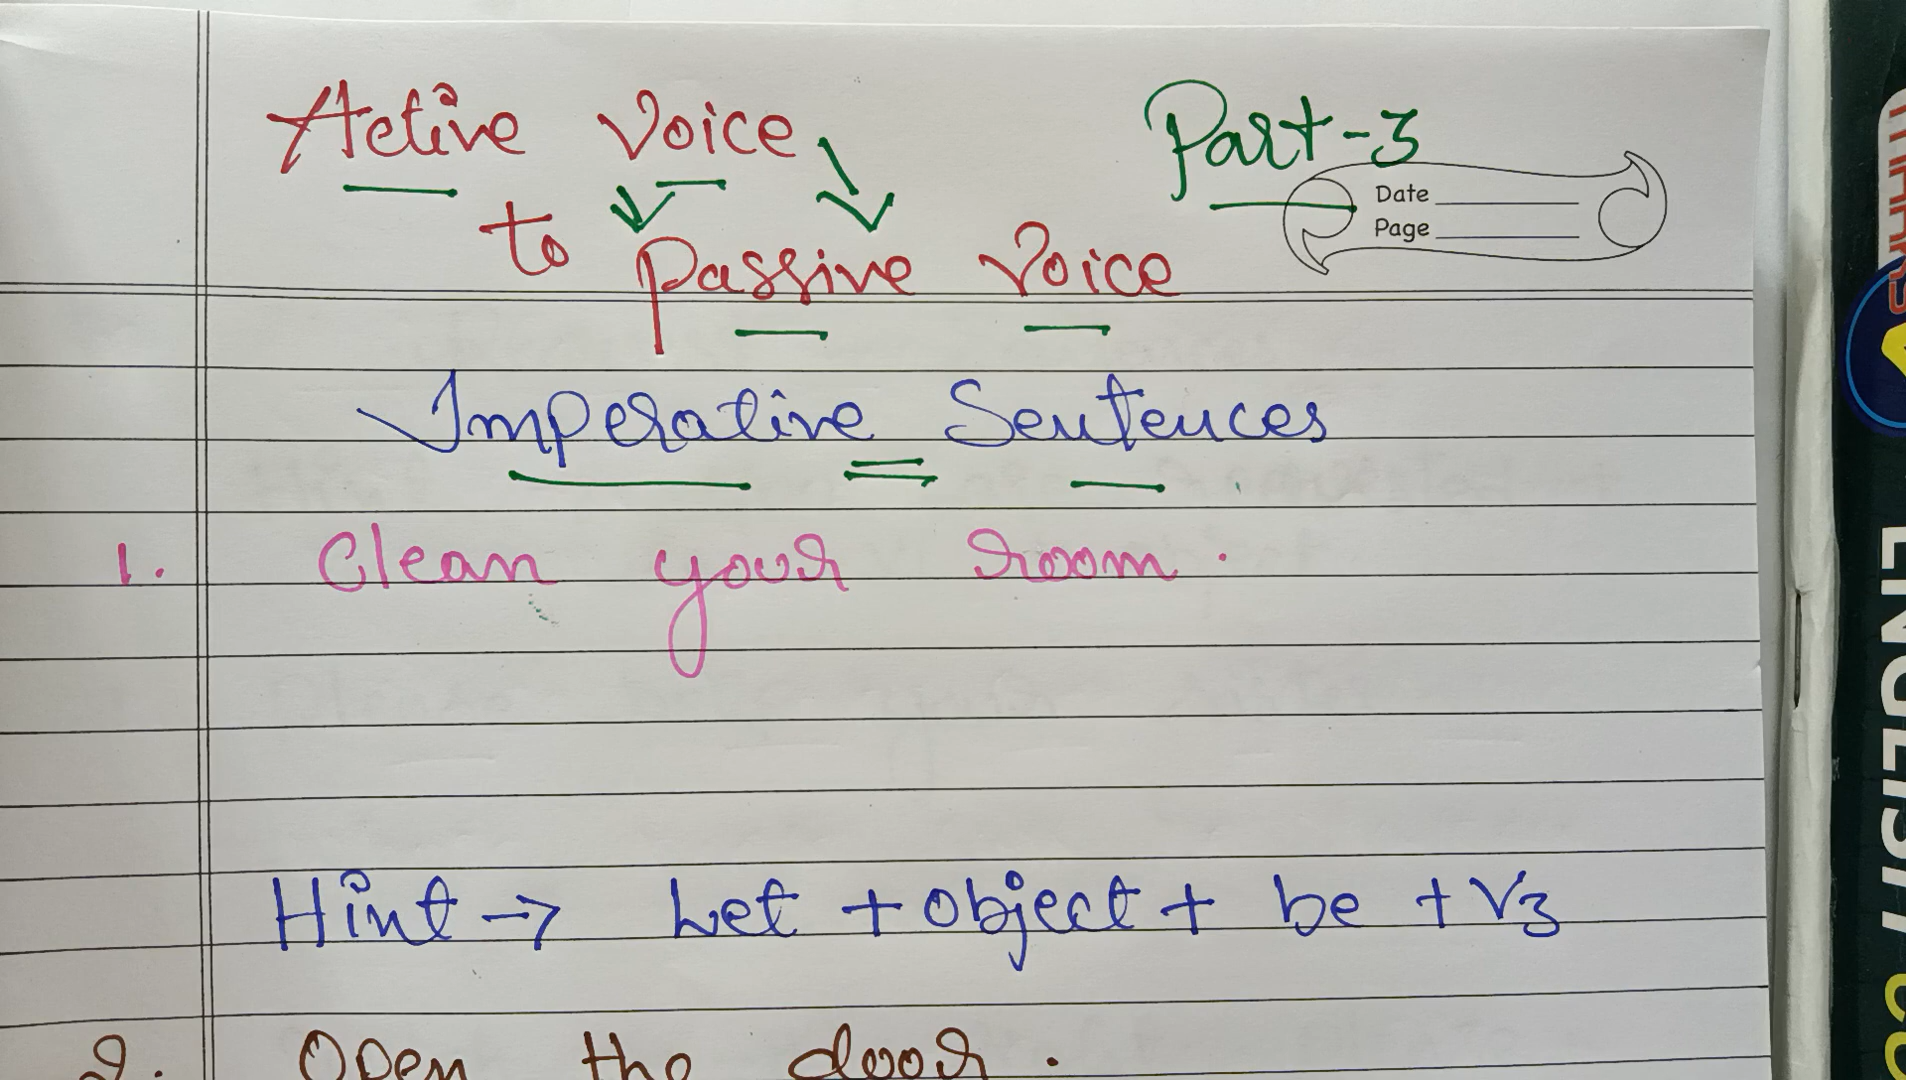 Active Voice
Part-3
Date
to Passive Voice
Page
Imperative Sentences
1. Clean your room.
Hint → Let + object + be + V3
2. Open the door.
ENGLISH